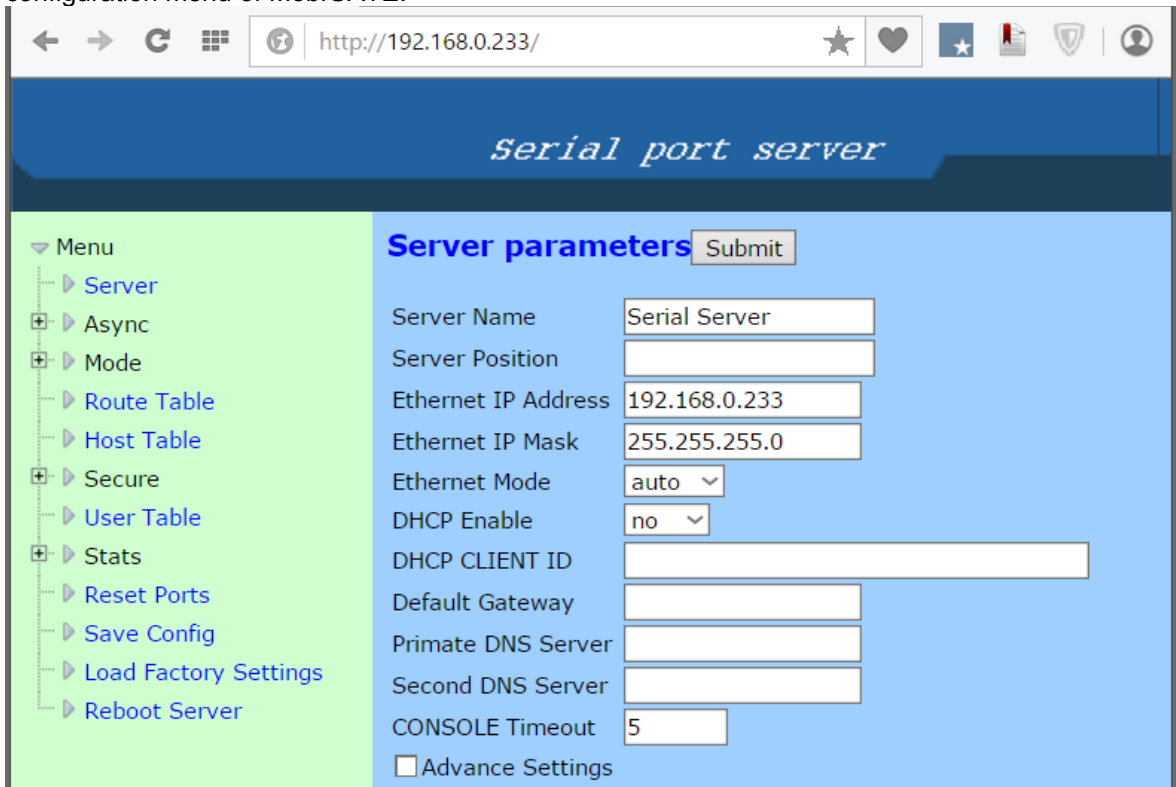 http://192.168.0.233/
Serial port server
Menu
Server
Async
Mode
Route Table
Host Table
Secure
User Table
Stats
Reset Ports
Save Config
Load Factory Settings
Reboot Server
Server parameters Submit
Server Name Serial Server
Server Position
Ethernet IP Address 192.168.0.233
Ethernet IP Mask 255.255.255.0
Ethernet Mode auto
DHCP Enable no
DHCP CLIENT ID
Default Gateway
Primate DNS Server
Second DNS Server
CONSOLE Timeout 5
Advance Settings